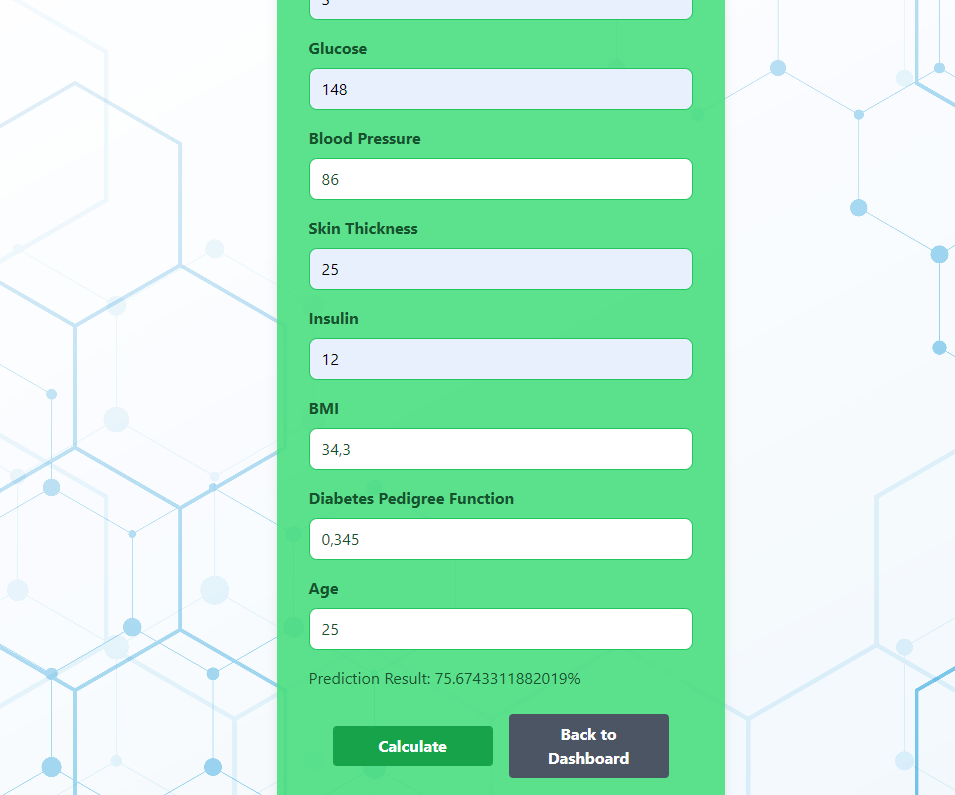 Glucose
148
Blood Pressure
86
Skin Thickness
25
Insulin
12
BMI
34,3
Diabetes Pedigree Function
0,345
Age
25
Prediction Result: 75.6743311882019%
Calculate
Back to
Dashboard